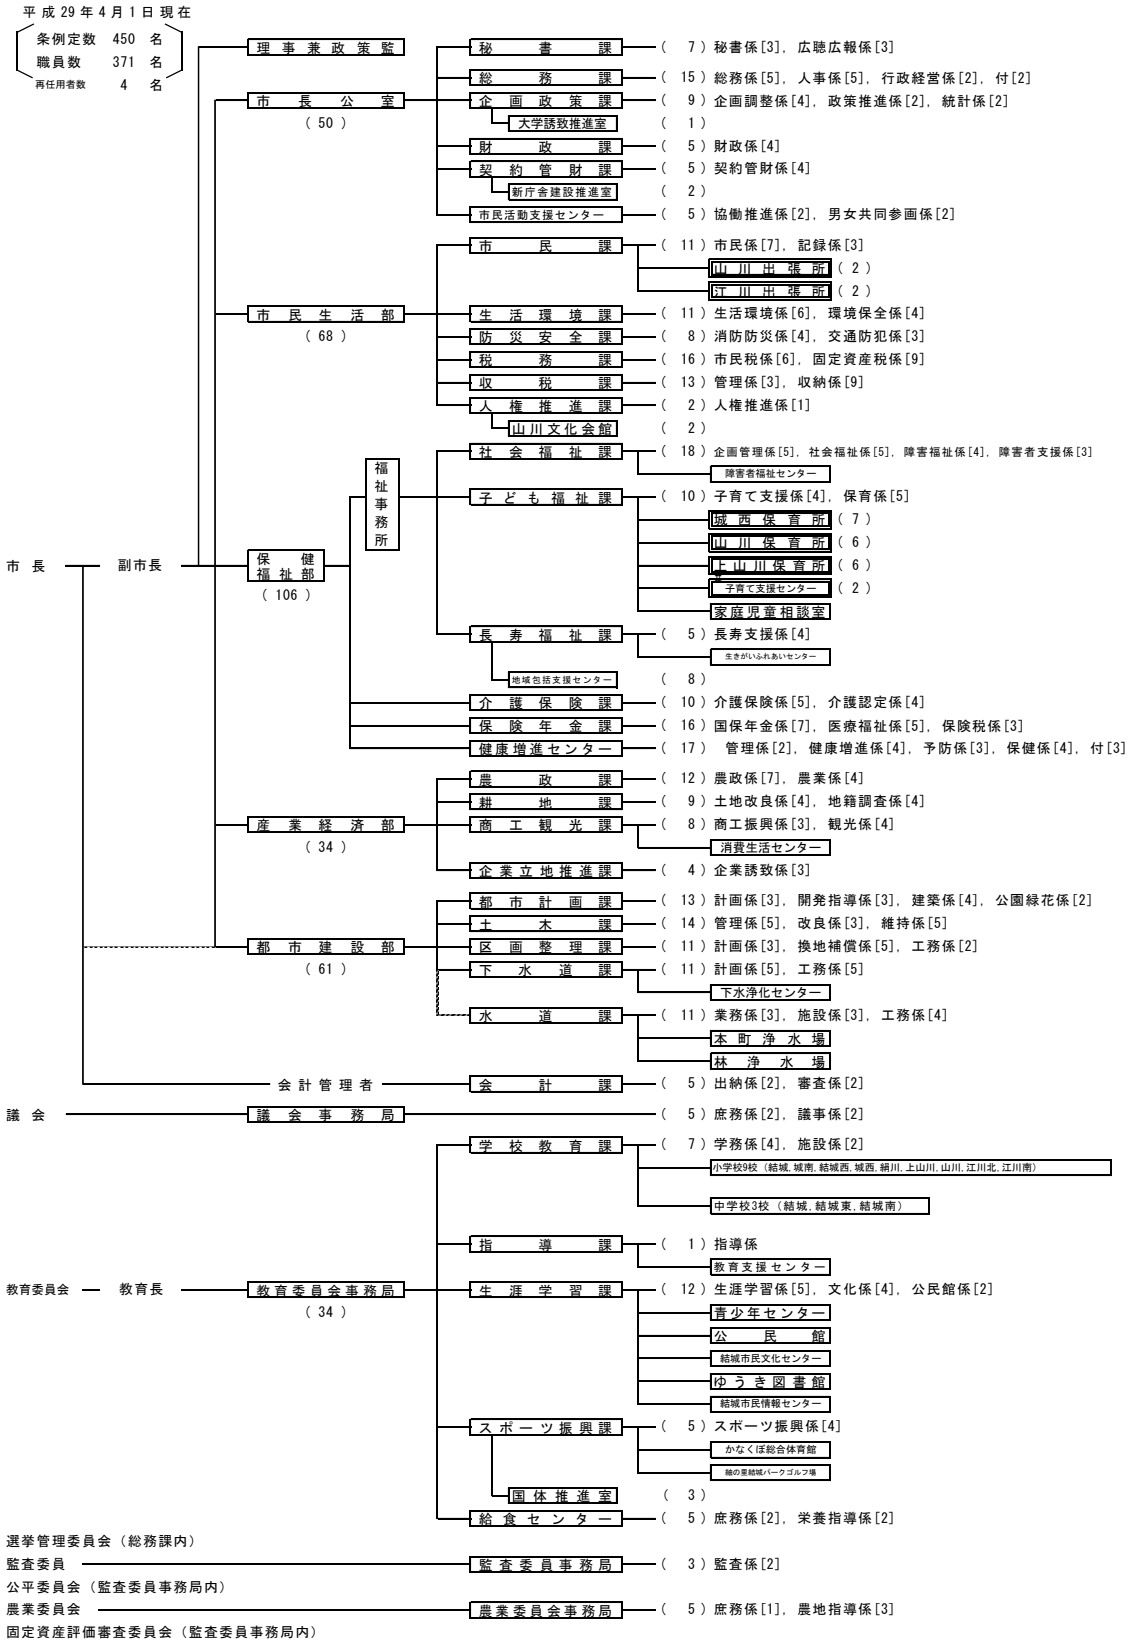 平成29年4月1日現在
条例定数 450 名
職員数 371 名
再任用者数 4 名
理事兼政策監
秘書課 ( 7 ) 秘書係[3], 広聴広報係[3]
総務課 ( 15 ) 総務係[5], 人事係[5], 行政経営係[2], 付[2]
市長公室 企画政策課 ( 9 ) 企画調整係[4], 政策推進係[2], 統計係[2]
( 50 ) 大学誘致推進室 ( 1 )
財政課 ( 5 ) 財政係[4]
契約管財課 ( 5 ) 契約管財係[4]
新庁舎建設推進室 ( 2 )
市民活動支援センター ( 5 ) 協働推進係[2], 男女共同参画係[2]
市民課 ( 11 ) 市民係[7], 記録係[3]
山川出張所 ( 2 )
江川出張所 ( 2 )
市民生活部 生活環境課 ( 11 ) 生活環境係[6], 環境保全係[4]
( 68 ) 防災安全課 ( 8 ) 消防防災係[4], 交通防犯係[3]
税務課 ( 16 ) 市民税係[6], 固定資産税係[9]
収税課 ( 13 ) 管理係[3], 収納係[9]
人権推進課 ( 2 ) 人権推進係[1]
山川文化会館 ( 2 )
社会福祉課 ( 18 ) 企画管理係[5], 社会福祉係[5], 障害福祉係[4], 障害者支援係[3]
障害者福祉センター
福祉事務所
子ども福祉課 ( 10 ) 子育て支援係[4], 保育係[5]
城西保育所 ( 7 )
山川保育所 ( 6 )
市長 副市長 保健福祉部 上山川保育所 ( 6 )
( 106 ) 子育て支援センター ( 2 )
家庭児童相談室
長寿福祉課 ( 5 ) 長寿支援係[4]
生きがいふれあいセンター
地域包括支援センター ( 8 )
介護保険課 ( 10 ) 介護保険係[5], 介護認定係[4]
保険年金課 ( 16 ) 国保年金係[7], 医療福祉係[5], 保険税係[3]
健康増進センター ( 17 ) 管理係[2], 健康増進係[4], 予防係[3], 保健係[4], 付[3]
農政課 ( 12 ) 農政係[7], 農業係[4]
耕地課 ( 9 ) 土地改良係[4], 地籍調査係[4]
産業経済部 商工観光課 ( 8 ) 商工振興係[3], 観光係[4]
( 34 ) 消費生活センター
企業立地推進課 ( 4 ) 企業誘致係[3]
都市計画課 ( 13 ) 計画係[3], 開発指導係[3], 建築係[4], 公園緑花係[2]
土木課 ( 14 ) 管理係[5], 改良係[3], 維持係[5]
都市建設部 区画整理課 ( 11 ) 計画係[3], 換地補償係[5], 工務係[2]
( 61 ) 下水道課 ( 11 ) 計画係[5], 工務係[5]
下水浄化センター
水道課 ( 11 ) 業務係[3], 施設係[3], 工務係[4]
本町浄水場
林浄水場
会計管理者 会計課 ( 5 ) 出納係[2], 審査係[2]
議会 議会事務局 ( 5 ) 庶務係[2], 議事係[2]
学校教育課 ( 7 ) 学務係[4], 施設係[2]
小学校9校（結城, 城南, 結城西, 城西, 絹川, 上山川, 山川, 江川北, 江川南）
中学校3校（結城, 結城東, 結城南）
指導課 ( 1 ) 指導係
教育支援センター
教育委員会 教育長 教育委員会事務局 生涯学習課 ( 12 ) 生涯学習係[5], 文化係[4], 公民館係[2]
( 34 ) 青少年センター
公民館
結城市民文化センター
ゆうき図書館
結城市民情報センター
スポーツ振興課 ( 5 ) スポーツ振興係[4]
かなくぼ総合体育館
紬の里結城パークゴルフ場
国体推進室 ( 3 )
給食センター ( 5 ) 庶務係[2], 栄養指導係[2]
選挙管理委員会（総務課内）
監査委員 監査委員事務局 ( 3 ) 監査係[2]
公平委員会（監査委員事務局内）
農業委員会 農業委員会事務局 ( 5 ) 庶務係[1], 農地指導係[3]
固定資産評価審査委員会（監査委員事務局内）